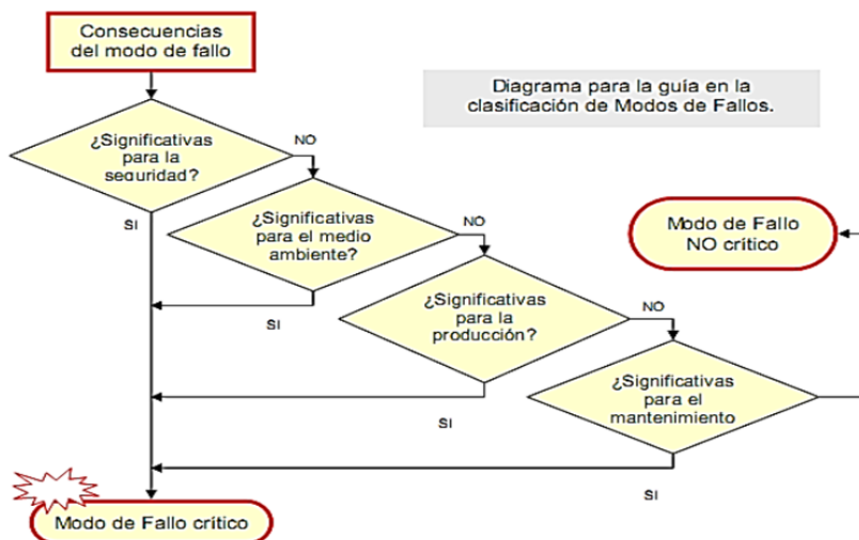 Consecuencias
del modo de fallo
Diagrama para la guía en la
clasificación de Modos de Fallos.
¿Significativas
para la
seguridad?
NO
SI
¿Significativas
para el medio
ambiente?
NO
SI
Modo de Fallo
NO crítico
¿Significativas
para la
producción?
NO
SI
¿Significativas
para el
mantenimiento
SI
Modo de Fallo crítico